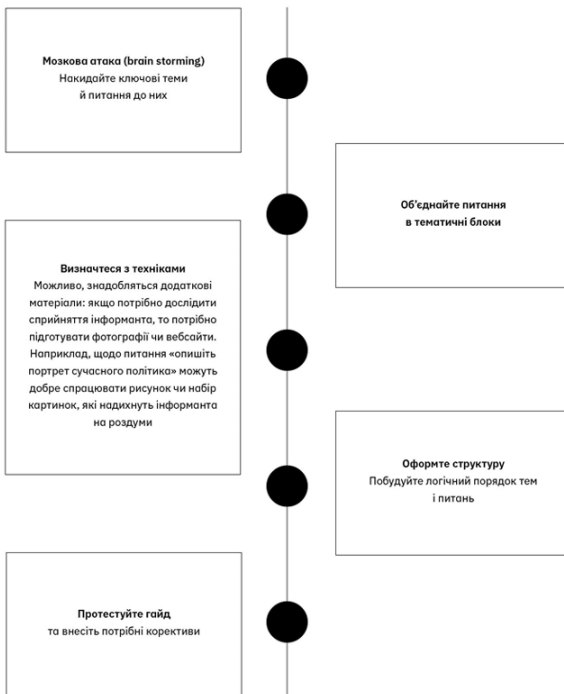 Мозкова атака (brain storming)
Накидайте ключові теми
й питання до них
Об’єднайте питання
в тематичні блоки
Визначтеся з техніками
Можливо, знадобляться додаткові
матеріали: якщо потрібно дослідити
сприйняття інформанта, то потрібно
підготувати фотографії чи вебсайти.
Наприклад, щодо питання «опишіть
портрет сучасного політика» можуть
добре спрацювати рисунок чи набір
картинок, які надихнуть інформанта
на роздуми
Оформте структуру
Побудуйте логічний порядок тем
і питань
Протестуйте гайд
та внесіть потрібні корективи